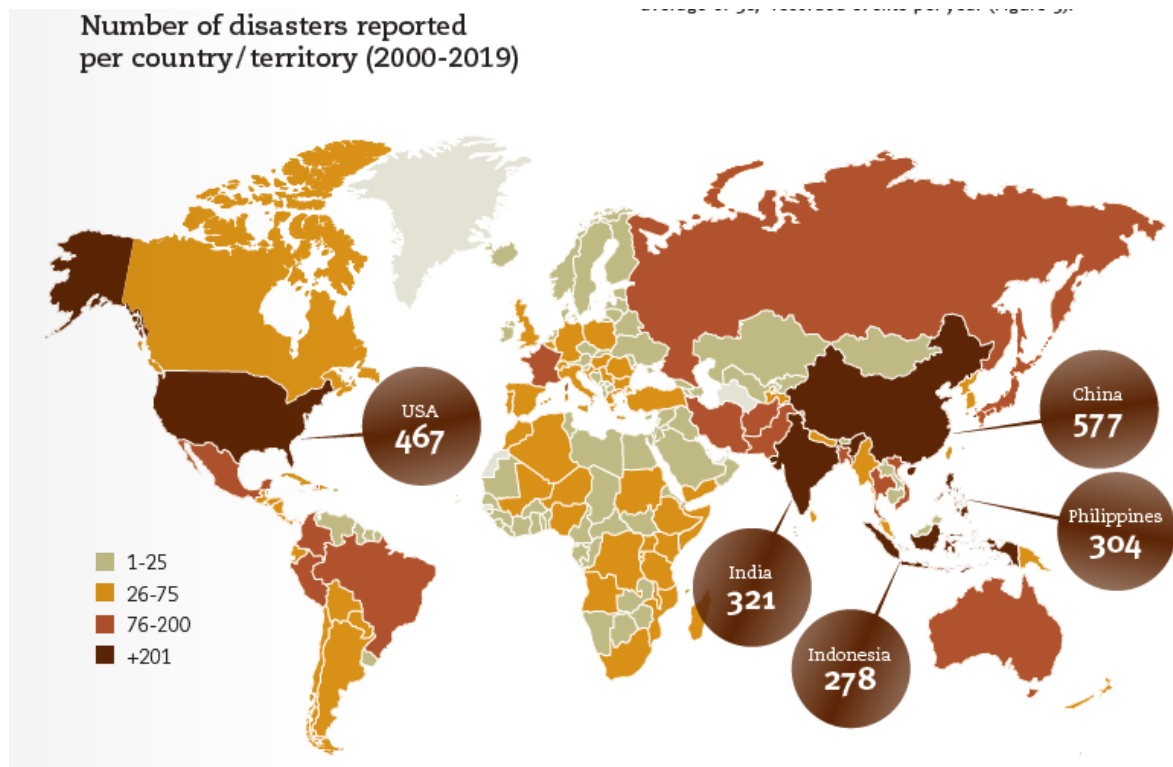 Number of disasters reported
per country/territory (2000-2019)
USA
467
China
577
Philippines
304
India
321
Indonesia
278
1-25
26-75
76-200
+201